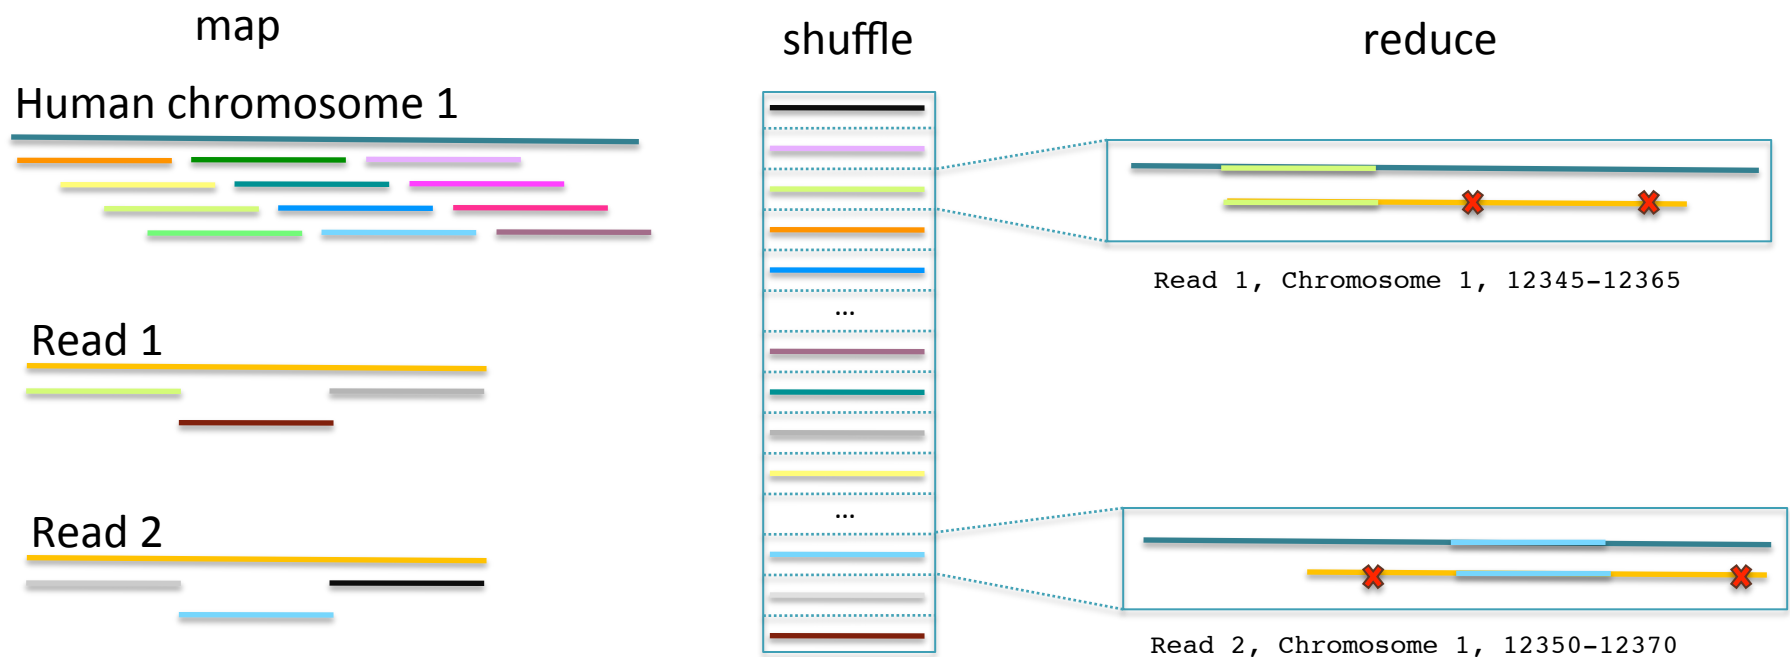 map
shuffle
reduce
Human chromosome 1
Read 1, Chromosome 1, 12345-12365
...
Read 1
...
Read 2
Read 2, Chromosome 1, 12350-12370